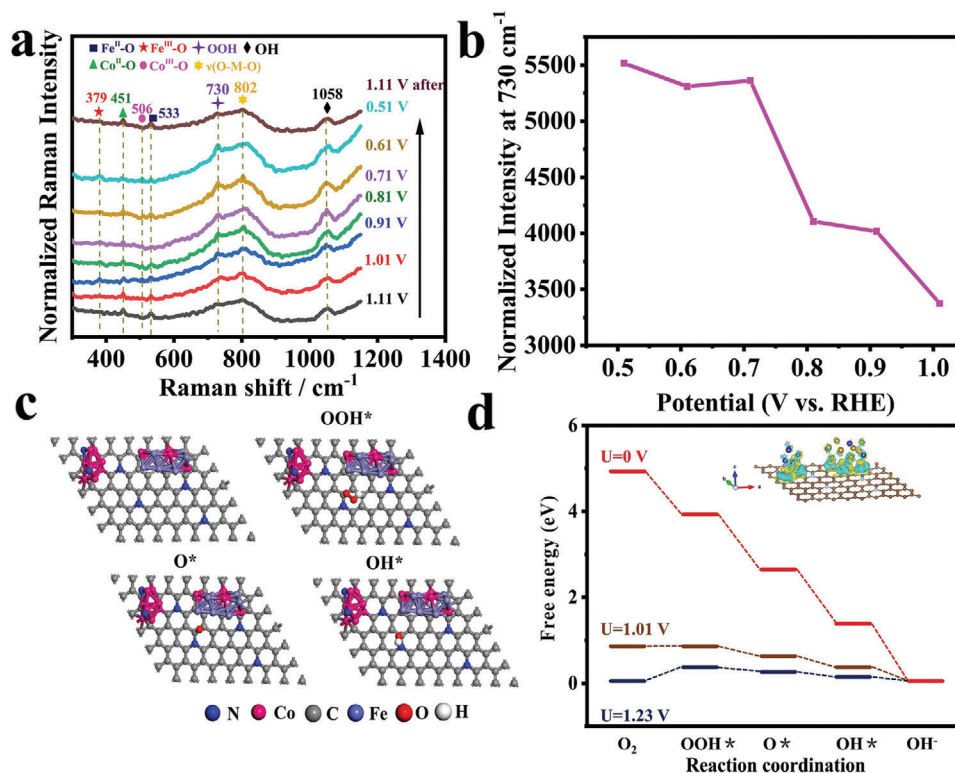 a
Fe^II-O Fe^III-O OOH OH
Co^II-O Co^III-O v(O-M-O)
379 451 506 533 730 802 1058
1.11 V after
0.51 V
0.61 V
0.71 V
0.81 V
0.91 V
1.01 V
1.11 V
Normalized Raman Intensity
300 600 800 1000 1200 1400
Raman shift / cm⁻¹
b
Normalized Intensity at 730 cm⁻¹
5500
5000
4500
4000
3500
3000
0.5 0.6 0.7 0.8 0.9 1.0
Potential (V vs. RHE)
c
OOH*
O*
OH*
N Co C Fe O H
d
Free energy (eV)
6
4
2
0
U=0 V
U=1.01 V
U=1.23 V
O₂ OOH* O* OH* OH⁻
Reaction coordination